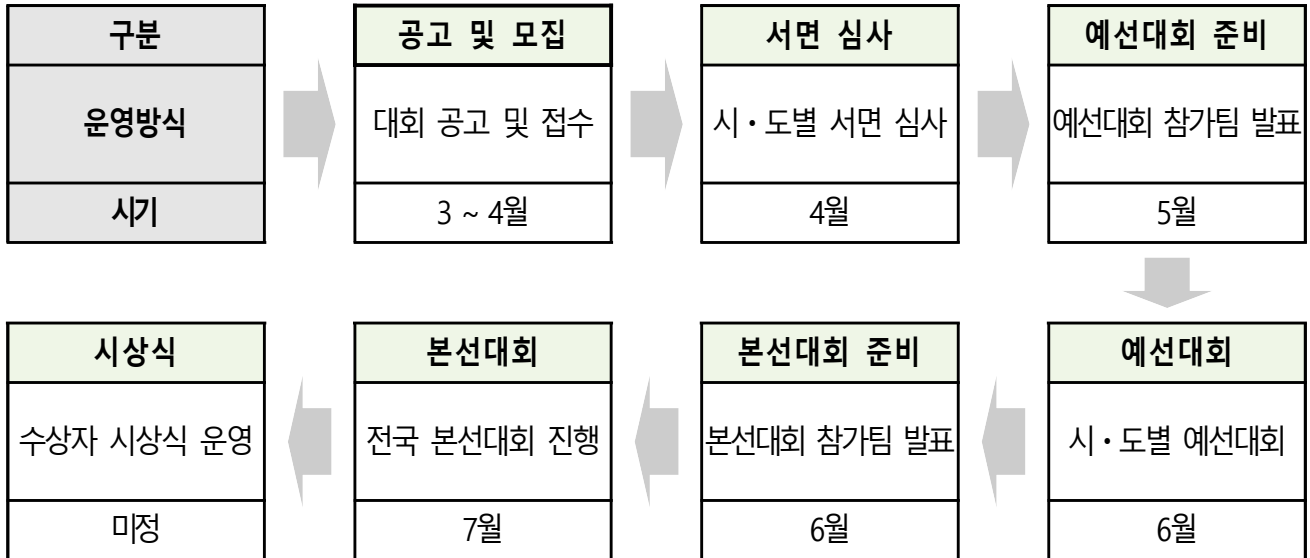 구분
공고 및 모집
서면 심사
예선대회 준비
운영방식
대회 공고 및 접수
시・도별 서면 심사
예선대회 참가팀 발표
시기
3 ~ 4월
4월
5월
시상식
본선대회
본선대회 준비
예선대회
수상자 시상식 운영
전국 본선대회 진행
본선대회 참가팀 발표
시・도별 예선대회
미정
7월
6월
6월